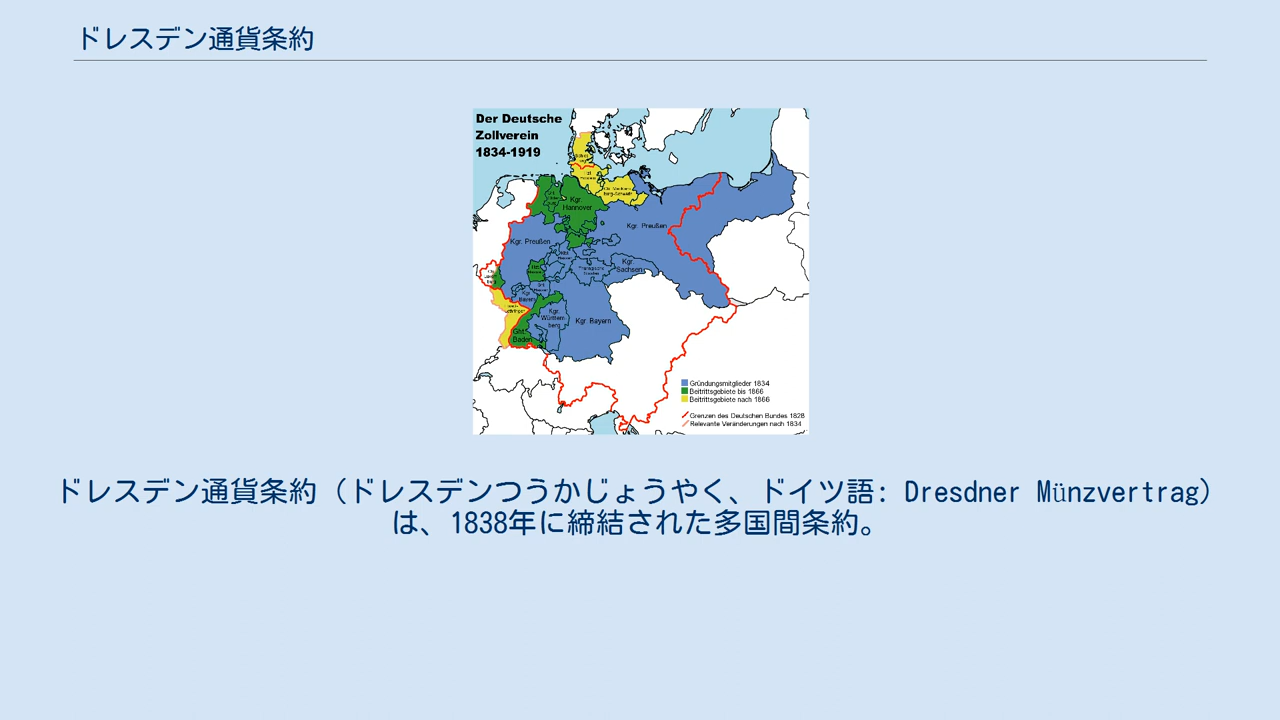 ドレスデン通貨条約
Der Deutsche
Zollverein
1834-1919
Kgr.
Hannover
Kgr. Preußen
Kgr. Preußen
Kgr.
Sachsen
Kgr.
Bayern
Kgr.
Württem-
berg
Kgr. Bayern
Ghzt.
Baden
Gründungsmitglieder 1834
Beitrittsgebiete bis 1866
Beitrittsgebiete nach 1866
Grenzen des Deutschen Bundes 1828
Relevante Veränderungen nach 1834
ドレスデン通貨条約（ドレスデンつうかじょうやく、ドイツ語: Dresdner Münzvertrag）
は、1838年に締結された多国間条約。